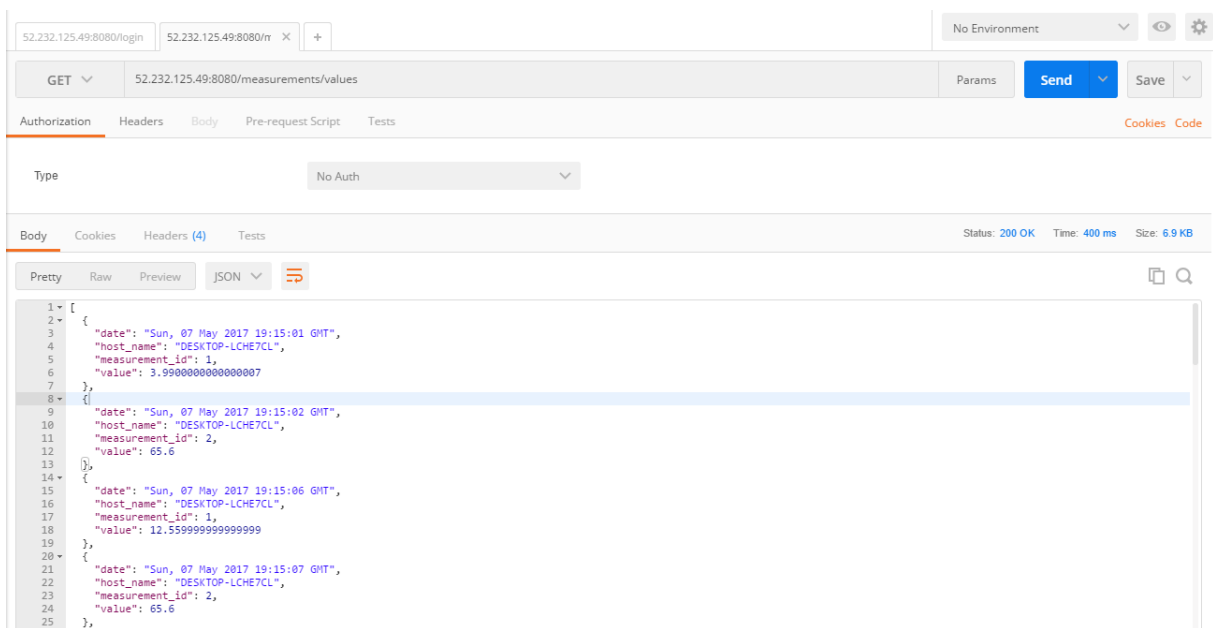 52.232.125.49:8080/login 52.232.125.49:8080/m × + No Environment
GET 52.232.125.49:8080/measurements/values Params Send Save
Authorization Headers Body Pre-request Script Tests Cookies Code
Type No Auth
Body Cookies Headers (4) Tests Status: 200 OK Time: 400 ms Size: 6.9 KB
Pretty Raw Preview JSON
1 [
2 {
3 "date": "Sun, 07 May 2017 19:15:01 GMT",
4 "host_name": "DESKTOP-LCHE7CL",
5 "measurement_id": 1,
6 "value": 3.9900000000000007
7 },
8 {
9 "date": "Sun, 07 May 2017 19:15:02 GMT",
10 "host_name": "DESKTOP-LCHE7CL",
11 "measurement_id": 2,
12 "value": 65.6
13 },
14 {
15 "date": "Sun, 07 May 2017 19:15:06 GMT",
16 "host_name": "DESKTOP-LCHE7CL",
17 "measurement_id": 1,
18 "value": 12.559999999999999
19 },
20 {
21 "date": "Sun, 07 May 2017 19:15:07 GMT",
22 "host_name": "DESKTOP-LCHE7CL",
23 "measurement_id": 2,
24 "value": 65.6
25 },